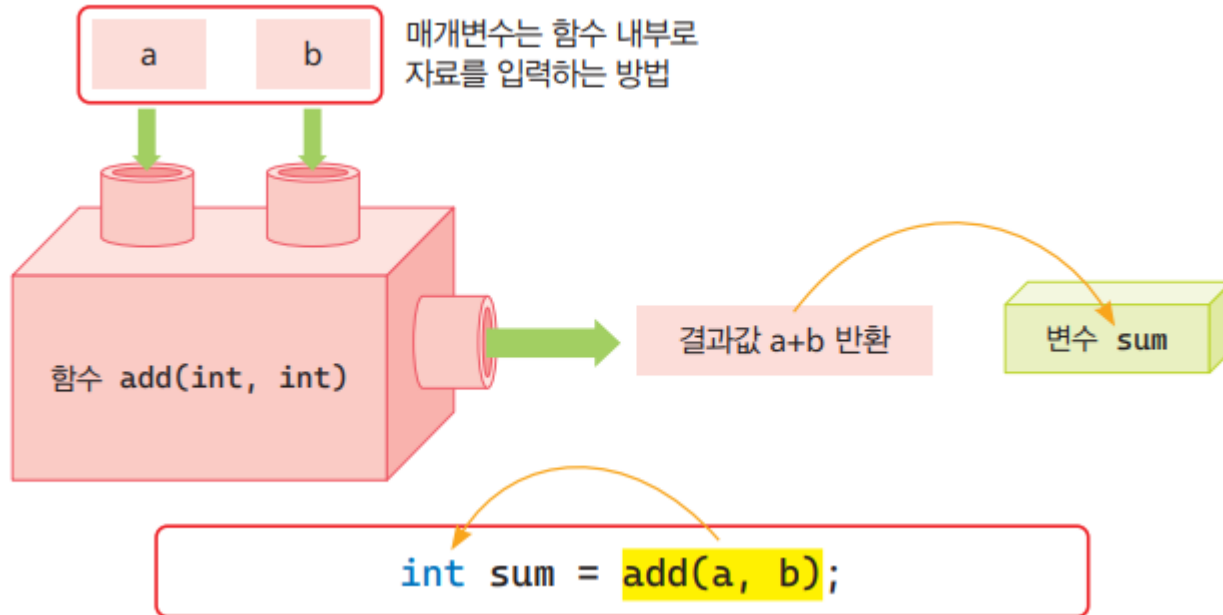 a
b
매개변수는 함수 내부로
자료를 입력하는 방법
함수 add(int, int)
결과값 a+b 반환
변수 sum
int sum = add(a, b);